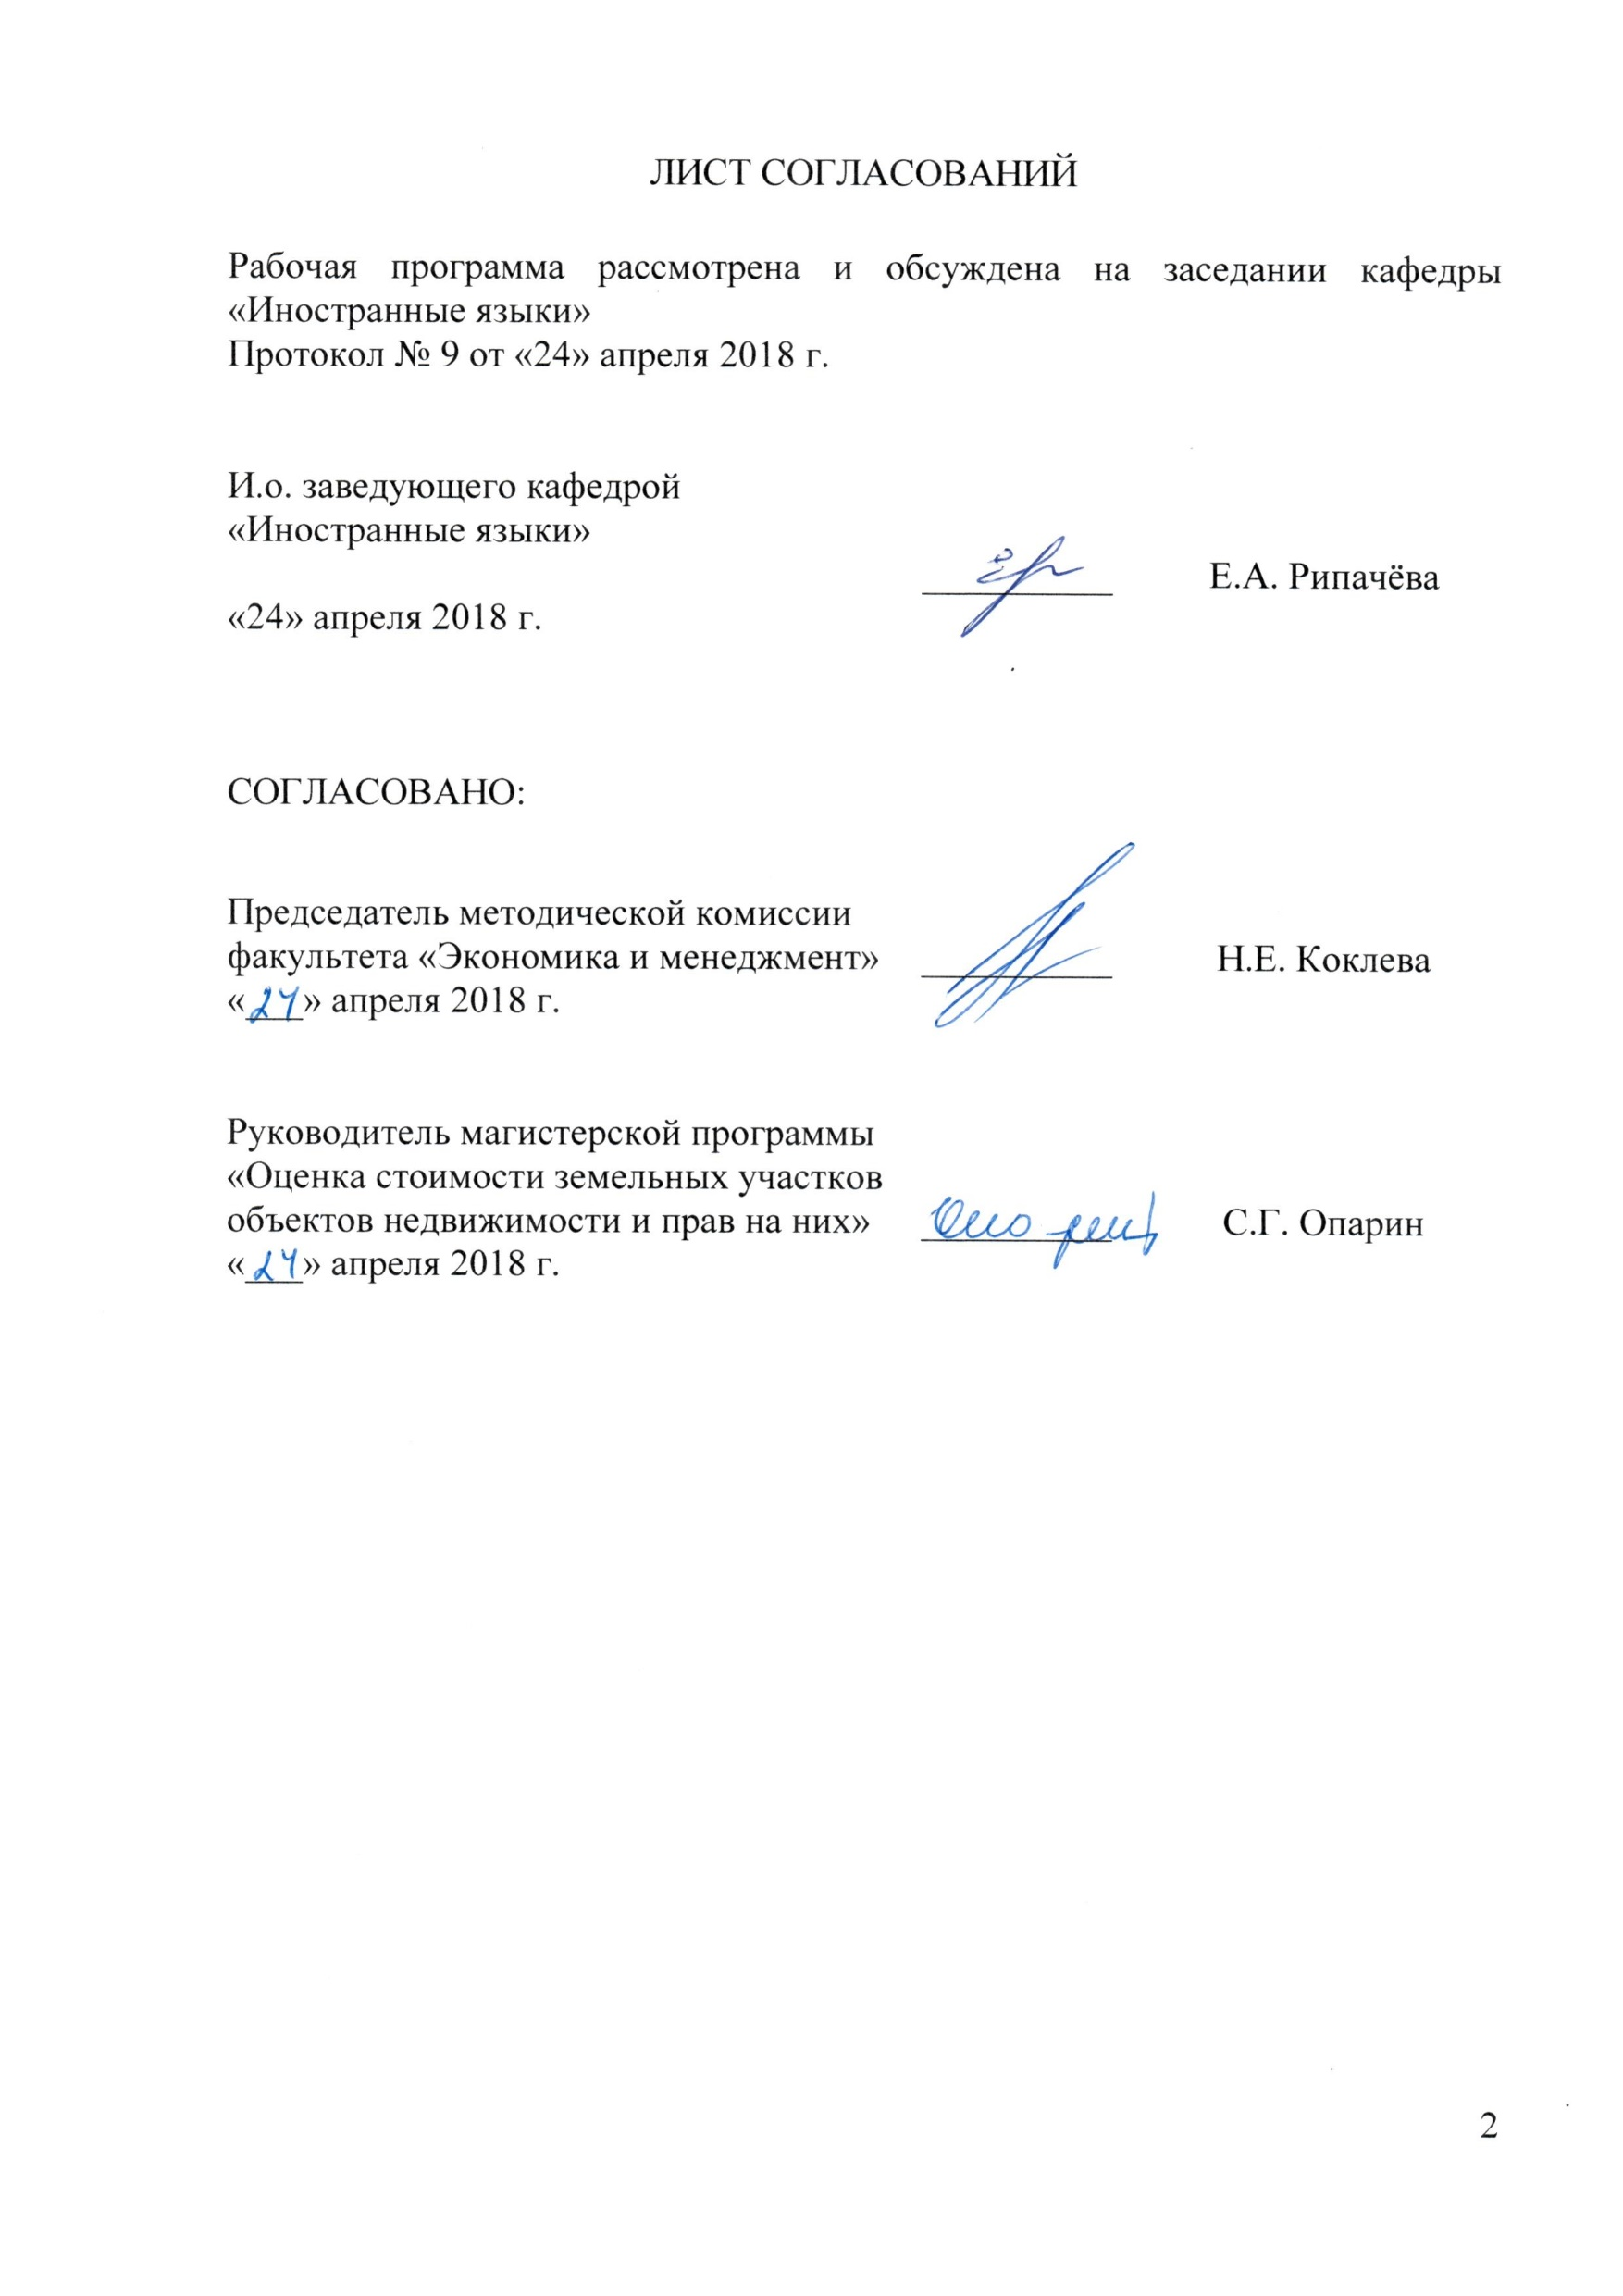 ЛИСТ СОГЛАСОВАНИЙ
Рабочая программа рассмотрена и обсуждена на заседании кафедры
«Иностранные языки»
Протокол № 9 от «24» апреля 2018 г.
И.о. заведующего кафедрой
«Иностранные языки»
Е.А. Рипачёва
«24» апреля 2018 г.
СОГЛАСОВАНО:
Председатель методической комиссии
факультета «Экономика и менеджмент» Н.Е. Коклева
«24» апреля 2018 г.
Руководитель магистерской программы
«Оценка стоимости земельных участков
объектов недвижимости и прав на них» С.Г. Опарин
«24» апреля 2018 г.
2